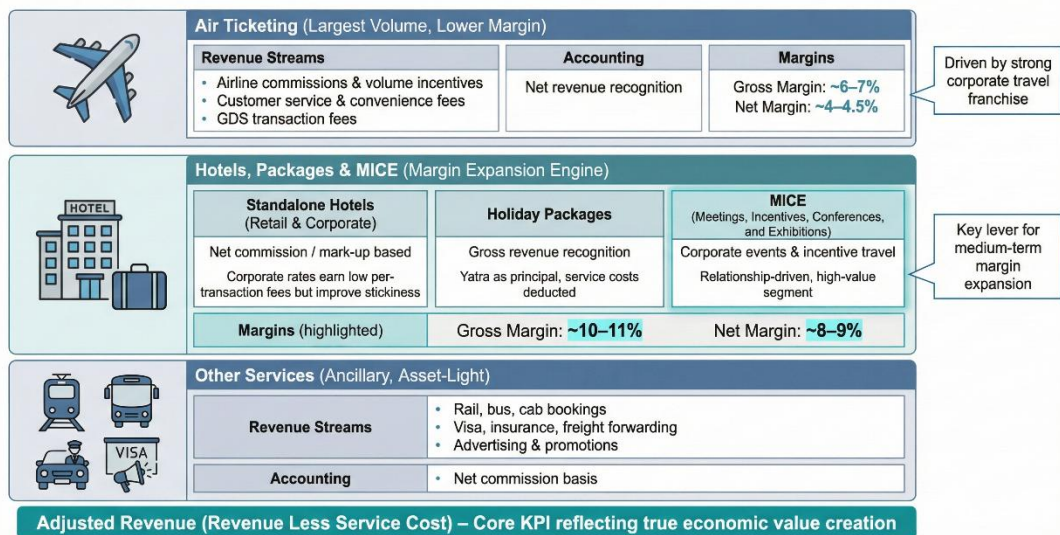 Air Ticketing (Largest Volume, Lower Margin)
Revenue Streams
• Airline commissions & volume incentives
• Customer service & convenience fees
• GDS transaction fees
Accounting
Net revenue recognition
Margins
Gross Margin: ~6–7%
Net Margin: ~4–4.5%
Driven by strong
corporate travel
franchise
Hotels, Packages & MICE (Margin Expansion Engine)
HOTEL
Standalone Hotels
(Retail & Corporate)
Net commission / mark-up based
Corporate rates earn low per-
transaction fees but improve stickiness
Holiday Packages
Gross revenue recognition
Yatra as principal, service costs
deducted
MICE
(Meetings, Incentives, Conferences,
and Exhibitions)
Corporate events & incentive travel
Relationship-driven, high-value
segment
Key lever for
medium-term
margin
expansion
Margins (highlighted)
Gross Margin: ~10–11%
Net Margin: ~8–9%
Other Services (Ancillary, Asset-Light)
VISA
Revenue Streams
• Rail, bus, cab bookings
• Visa, insurance, freight forwarding
• Advertising & promotions
Accounting
• Net commission basis
Adjusted Revenue (Revenue Less Service Cost) – Core KPI reflecting true economic value creation